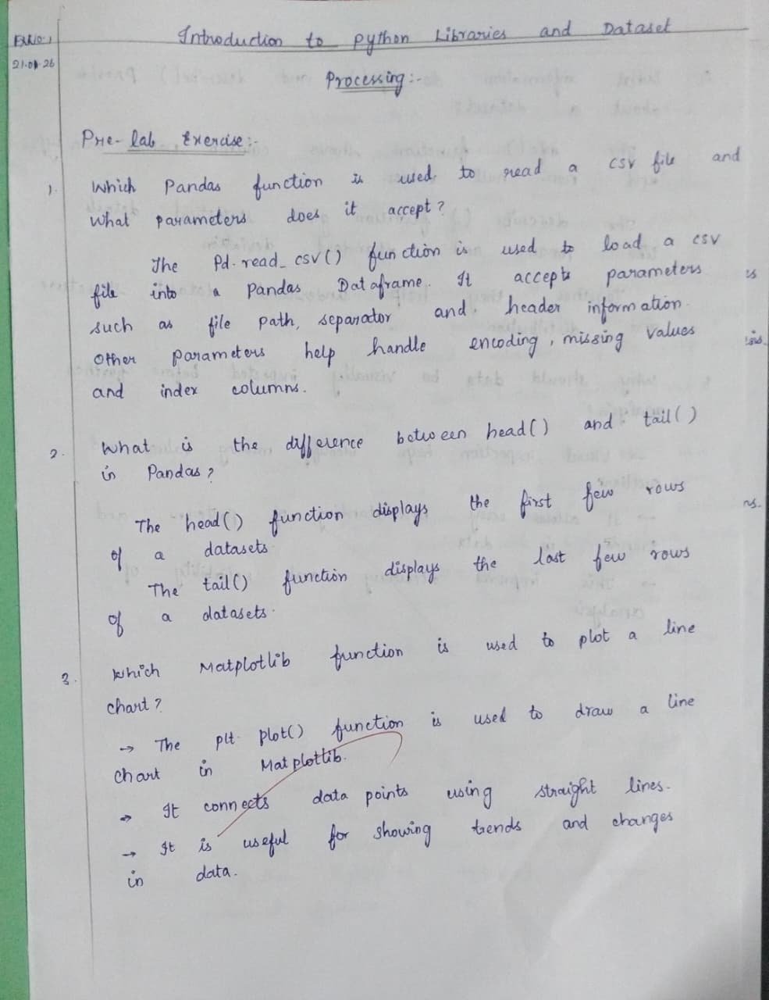 Introduction to python Libraries and Dataset
21.01.26
Processing:-
Pre-lab Exercise:-
1. Which Pandas function is used to read a csv file and
what parameters does it accept?
The Pd.read_csv() function is used to load a csv
file into a Pandas Dataframe. It accepts parameters
such as file path, separator and header information.
Other parameters help handle encoding, missing values
and index columns.
2. What is the difference between head() and tail()
in Pandas?
The head() function displays the first few rows
of a datasets.
The tail() function displays the last few rows
of a datasets.
3. Which Matplotlib function is used to plot a line
chart?
→ The plt.plot() function is used to draw a line
chart in Matplotlib.
→ It connects data points using straight lines.
→ It is useful for showing trends and changes
in data.